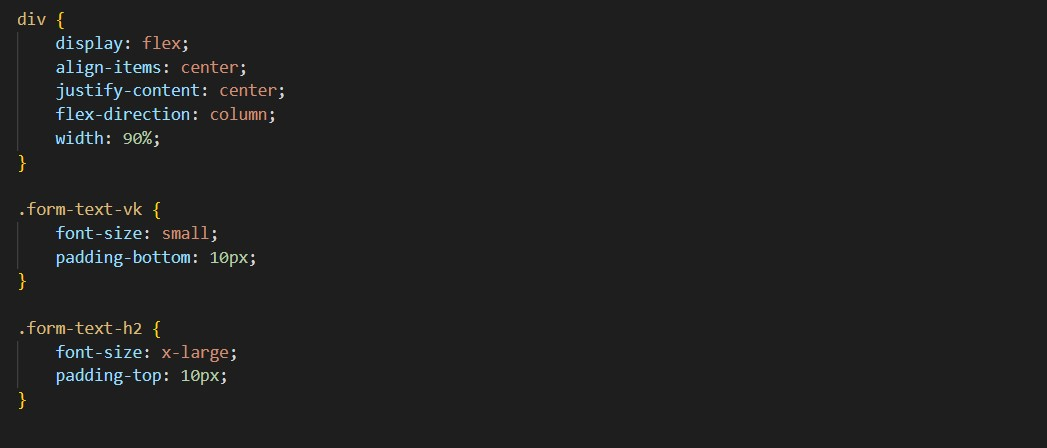 div {
    display: flex;
    align-items: center;
    justify-content: center;
    flex-direction: column;
    width: 90%;
}

.form-text-vk {
    font-size: small;
    padding-bottom: 10px;
}

.form-text-h2 {
    font-size: x-large;
    padding-top: 10px;
}